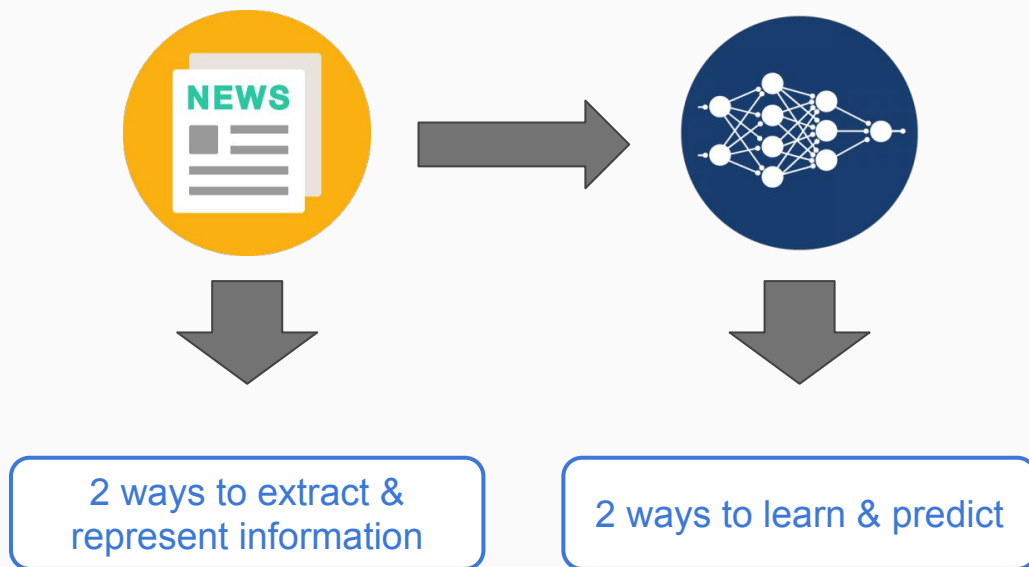 NEWS
2 ways to extract &
represent information
2 ways to learn & predict